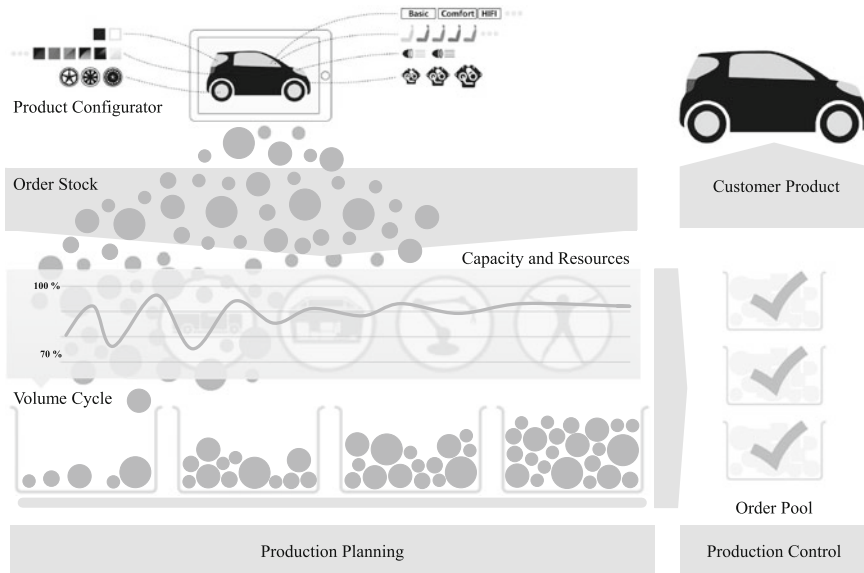 Basic Comfort HIFI
Product Configurator
Order Stock
Customer Product
Capacity and Resources
100 %
70 %
Volume Cycle
Order Pool
Production Planning
Production Control